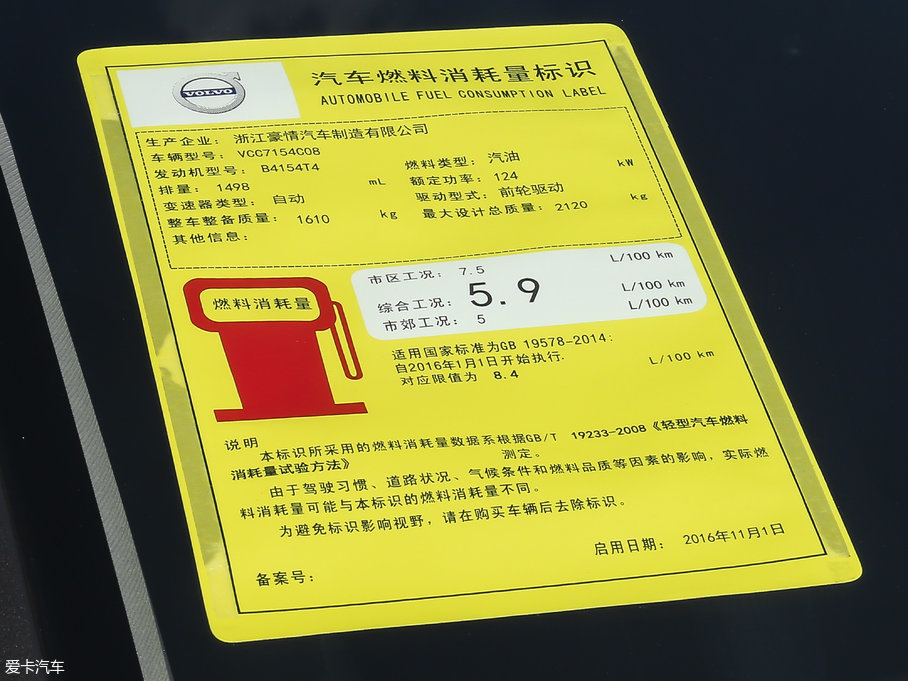 VOLVO
汽车燃料消耗量标识
AUTOMOBILE FUEL CONSUMPTION LABEL
生产企业: 浙江豪情汽车制造有限公司
车辆型号: VCC7154C08
发动机型号: B4154T4 燃料类型: 汽油
排量: 1498 mL 额定功率: 124 kW
变速器类型: 自动 驱动型式: 前轮驱动
整车整备质量: 1610 kg 最大设计总质量: 2120 kg
其他信息:
燃料消耗量
市区工况: 7.5 L/100 km
综合工况: 5.9 L/100 km
市郊工况: 5 L/100 km
适用国家标准为GB 19578-2014:
自2016年1月1日开始执行.
对应限值为 8.4 L/100 km
说明
本标识所采用的燃料消耗量数据系根据GB/T 19233-2008《轻型汽车燃料
消耗量试验方法》 测定。
由于驾驶习惯、道路状况、气候条件和燃料品质等因素的影响，实际燃
料消耗量可能与本标识的燃料消耗量不同。
为避免标识影响视野，请在购买车辆后去除标识。
启用日期: 2016年11月1日
备案号:
爱卡汽车